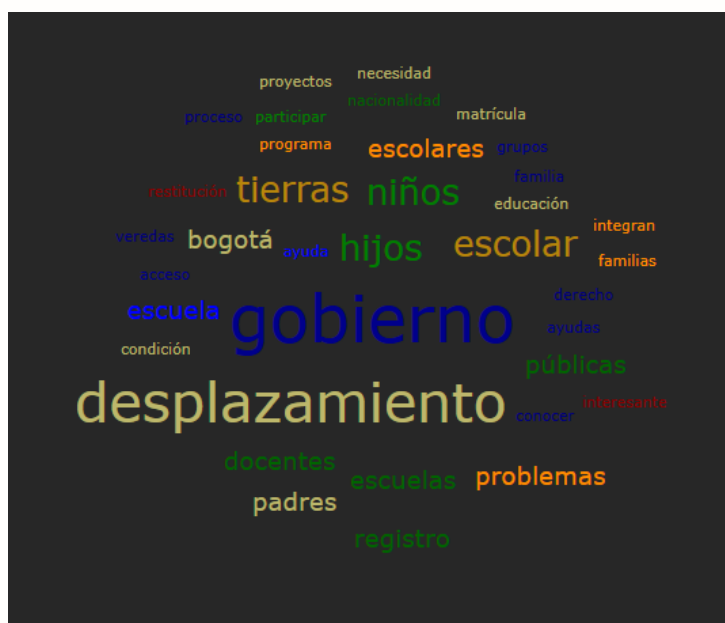 necesidad
proyectos
nacionalidad
proceso participar matrícula
programa escolares grupos
restitución tierras niños familia
educación
veredas bogotá ayuda hijos escolar integran
acceso familias
escuela gobierno derecho
condición ayudas
públicas
desplazamiento conocer interesante
docentes escuelas problemas
padres
registro